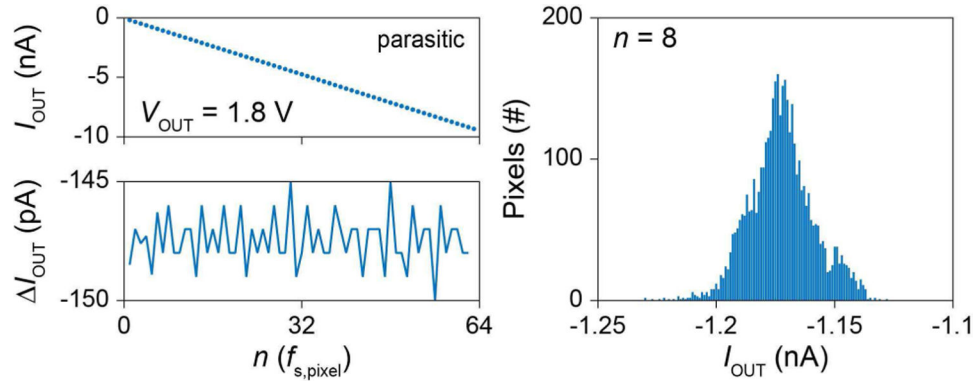 0
-5
-10
I_OUT (nA)
parasitic
V_OUT = 1.8 V
-145
-150
ΔI_OUT (pA)
0 32 64
n (f_s,pixel)
200
100
0
Pixels (#)
n = 8
-1.25 -1.2 -1.15 -1.1
I_OUT (nA)